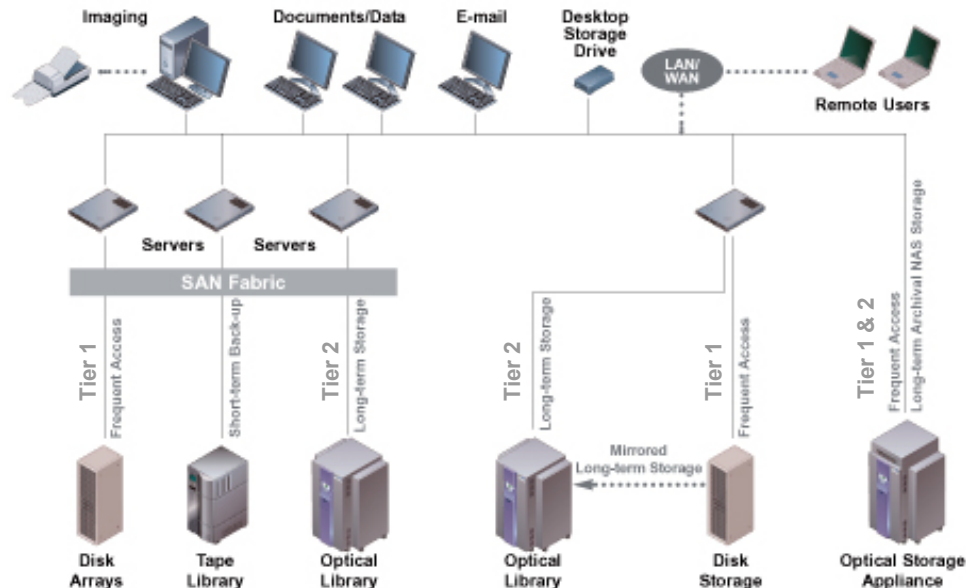 Imaging
Documents/Data
E-mail
Desktop
Storage
Drive
LAN/
WAN
Remote Users
Servers
Servers
SAN Fabric
Tier 1
Frequent Access
Short-term Back-up
Tier 2
Long-term Storage
Tier 2
Long-term Storage
Tier 1
Frequent Access
Tier 1 & 2
Frequent Access
Long-term Archival NAS Storage
Mirrored
Long-term Storage
Disk
Arrays
Tape
Library
Optical
Library
Optical
Library
Disk
Storage
Optical Storage
Appliance